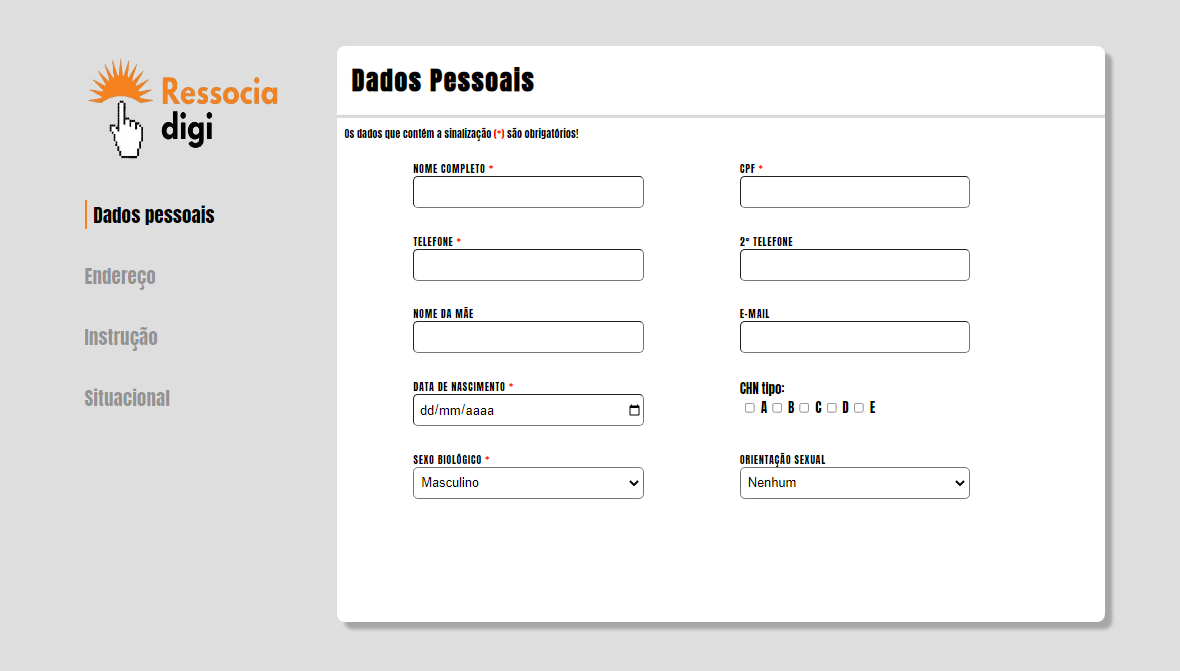 Ressocia
digi
Dados pessoais
Endereço
Instrução
Situacional
Dados Pessoais
Os dados que contém a sinalização (*) são obrigatórios!
NOME COMPLETO *
CPF *
TELEFONE *
2° TELEFONE
NOME DA MÃE
E-MAIL
DATA DE NASCIMENTO *
dd/mm/aaaa
CHN tipo:
A B C D E
SEXO BIOLÓGICO *
Masculino
ORIENTAÇÃO SEXUAL
Nenhum